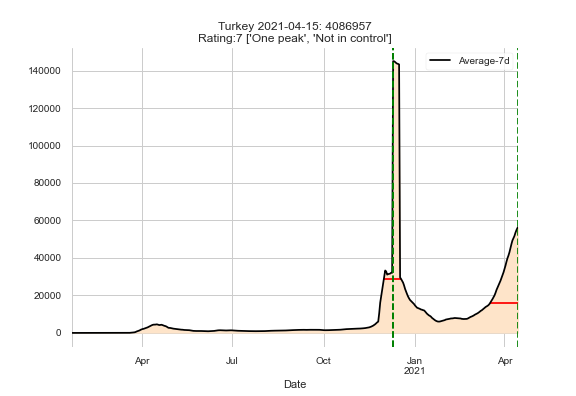 Turkey 2021-04-15: 4086957
Rating:7 ['One peak', 'Not in control']
Average-7d
140000
120000
100000
80000
60000
40000
20000
0
Apr
Jul
Oct
Jan
2021
Apr
Date